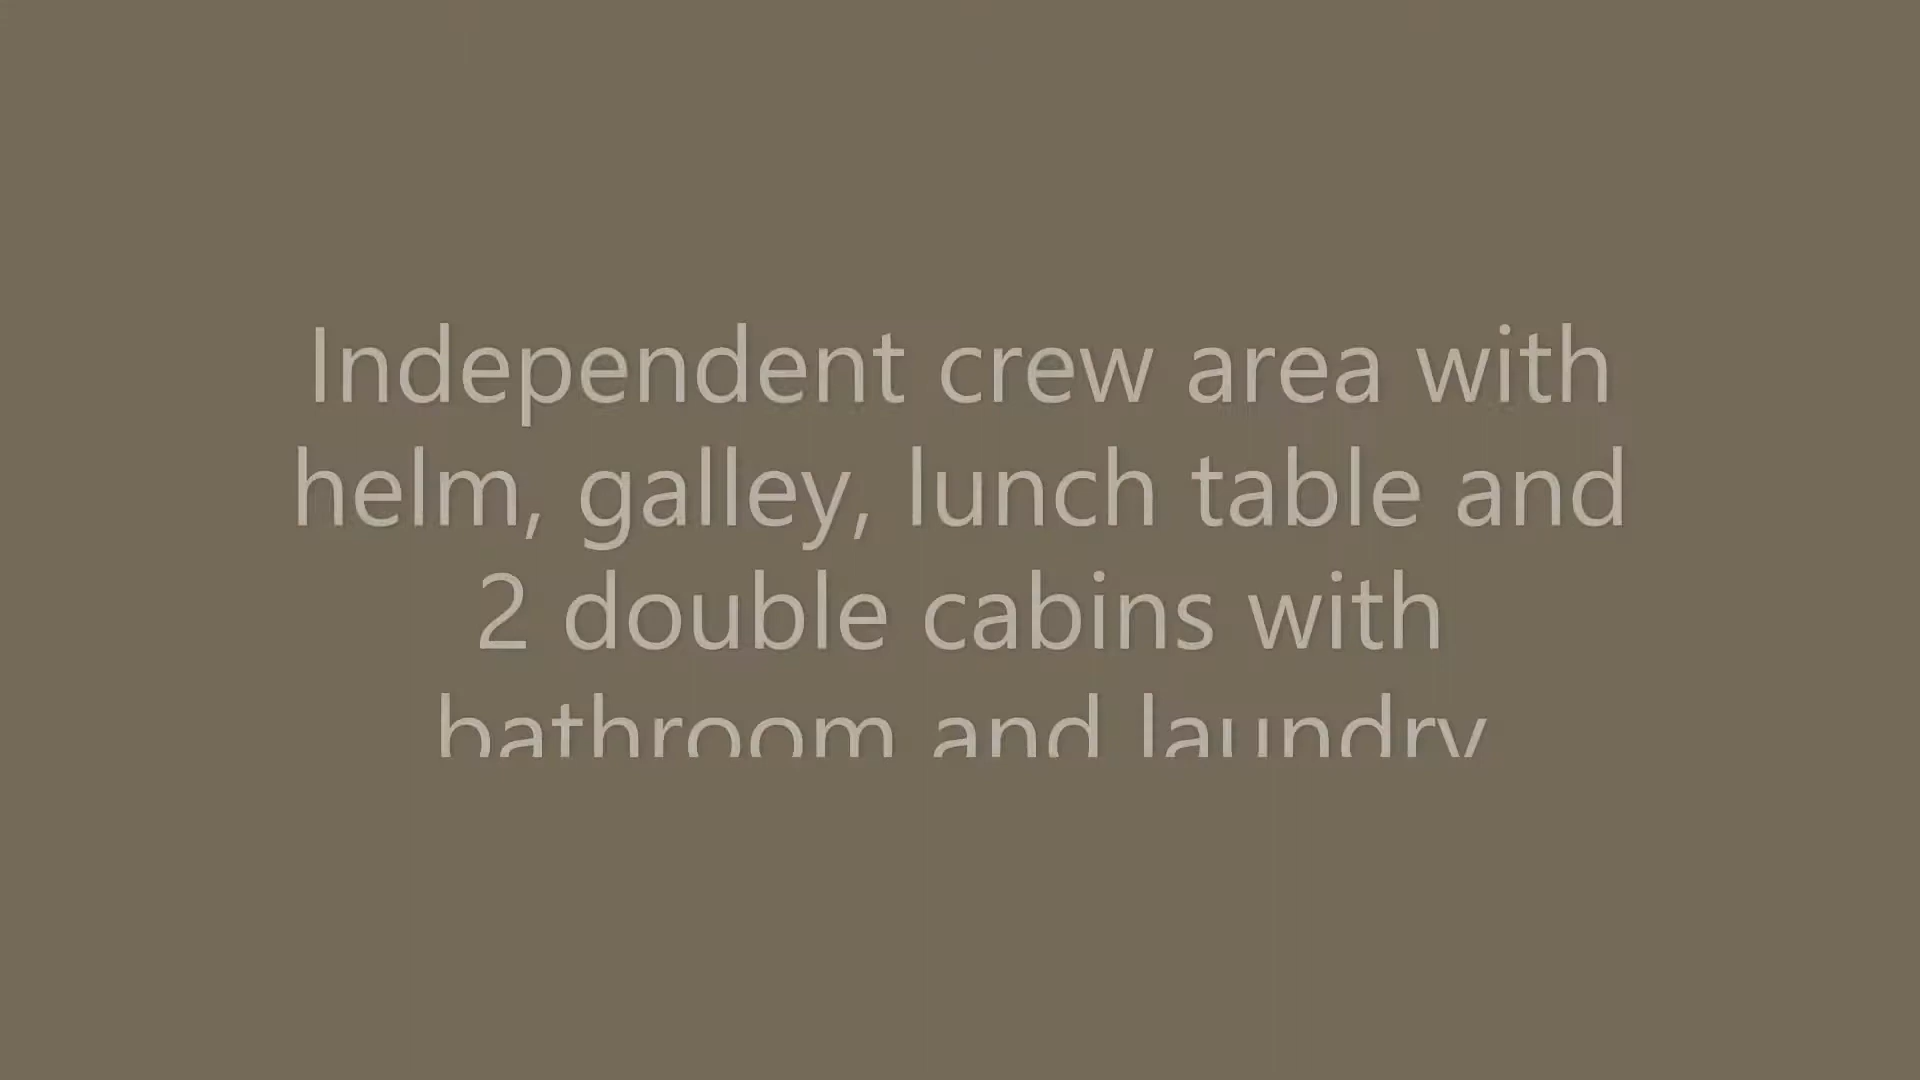 Independent crew area with
helm, galley, lunch table and
2 double cabins with
bathroom and laundry